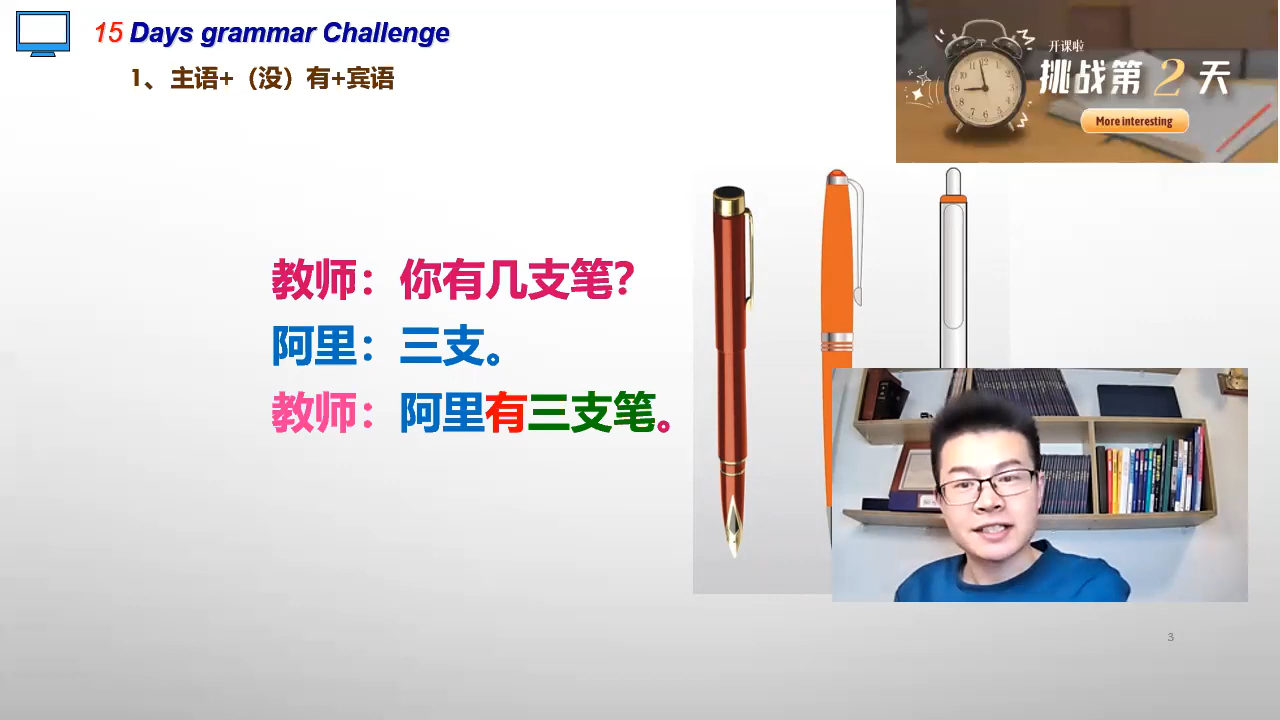 15 Days grammar Challenge
1、主语+（没）有+宾语
开课啦
挑战第 2 天
More interesting
教师：你有几支笔？
阿里：三支。
教师：阿里有三支笔。
3